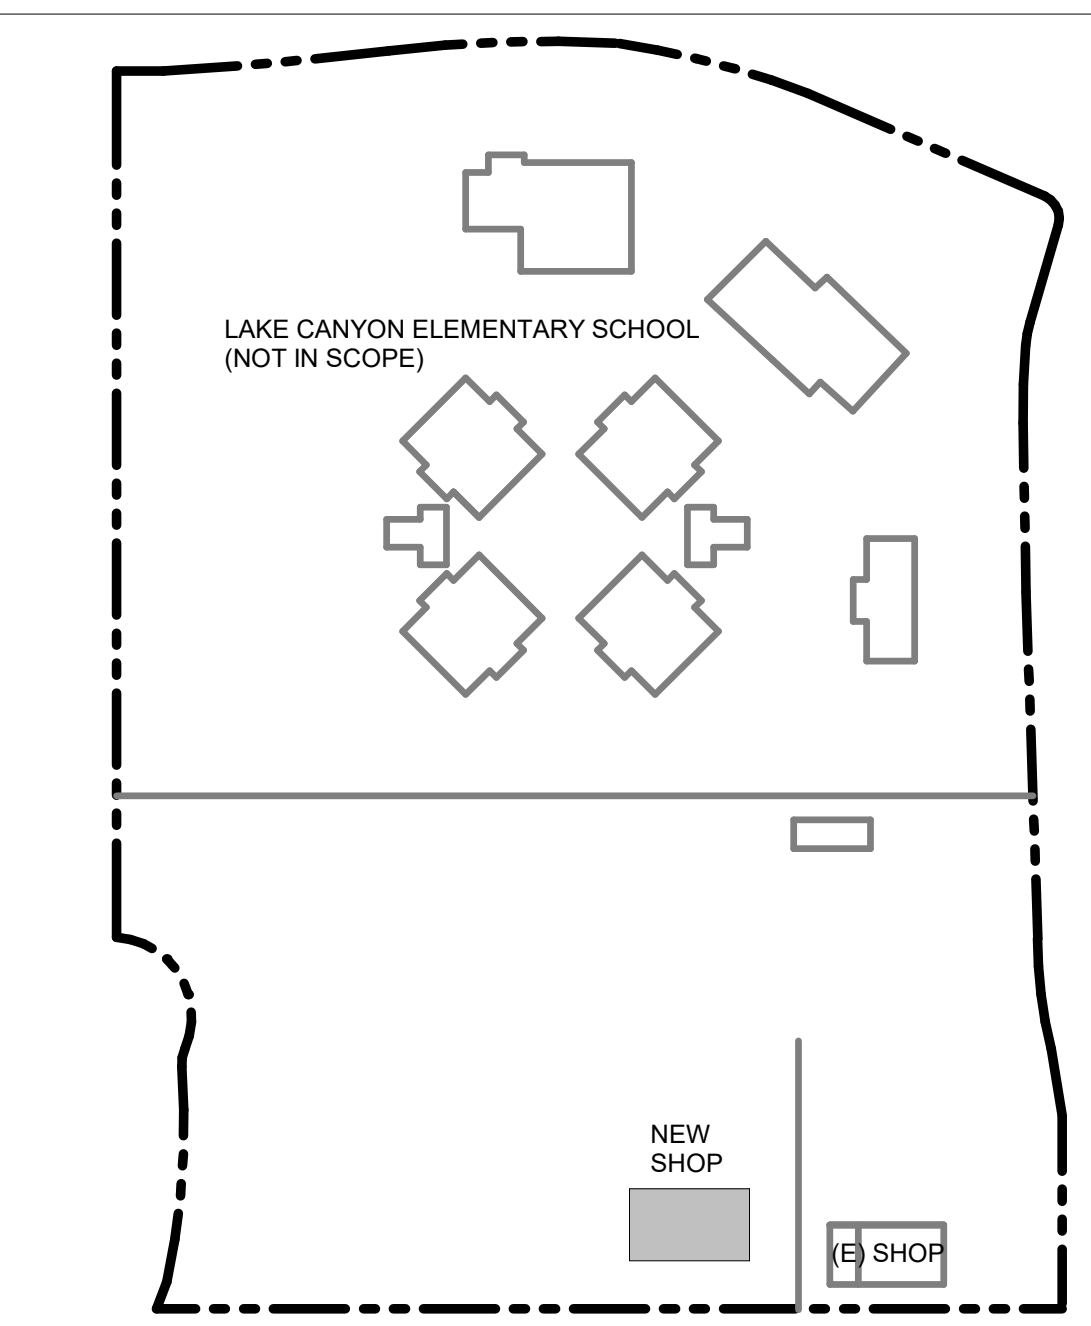 LAKE CANYON ELEMENTARY SCHOOL
(NOT IN SCOPE)
NEW
SHOP
(E) SHOP